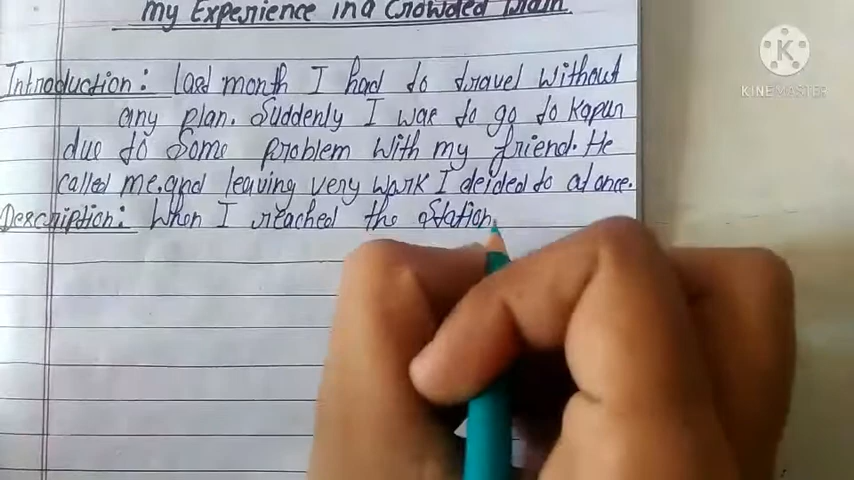 my Experience in a Crowded Train
Introduction: Last month I had to travel without
any plan. Suddenly I was to go to Kapur
due to some problem with my friend. He
called me. and leaving very work I deided to at once.
Description: When I reached the station,
K
KINEMASTER